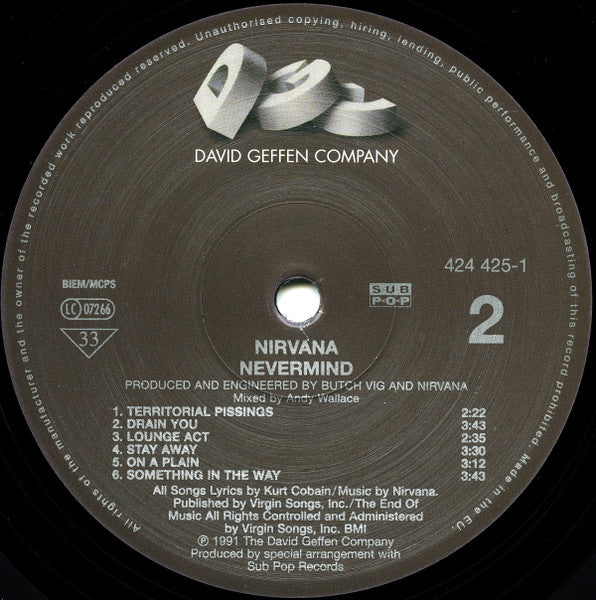 All rights of the manufacturer and the owner of the recorded work reproduced reserved. Unauthorised copying, hiring, lending, public performance and broadcasting of this record prohibited. Made in the EU.
DGC
DAVID GEFFEN COMPANY
424 425-1
BIEM/MCPS
LC 07266
33
SUB
POP
2
NIRVANA
NEVERMIND
PRODUCED AND ENGINEERED BY BUTCH VIG AND NIRVANA
Mixed by Andy Wallace
1. TERRITORIAL PISSINGS 2:22
2. DRAIN YOU 3:43
3. LOUNGE ACT 2:35
4. STAY AWAY 3:30
5. ON A PLAIN 3:12
6. SOMETHING IN THE WAY 3:43
All Songs Lyrics by Kurt Cobain/Music by Nirvana.
Published by Virgin Songs, Inc./The End Of
Music All Rights Controlled and Administered
by Virgin Songs, Inc. BMI
℗ 1991 The David Geffen Company
Produced by special arrangement with
Sub Pop Records